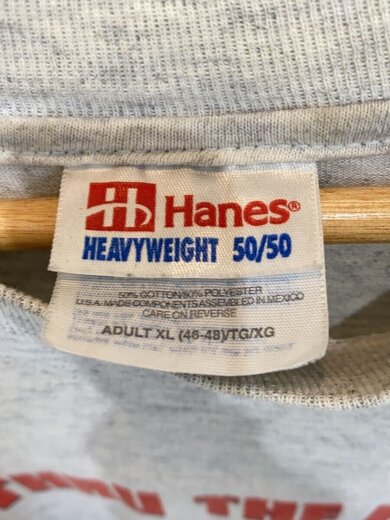 Hanes®
HEAVYWEIGHT 50/50
50% COTTON/50% POLYESTER
U.S.A. MADE COMPONENTS ASSEMBLED IN MEXICO
CARE ON REVERSE
ADULT XL (46-48)/TG/XG
THE